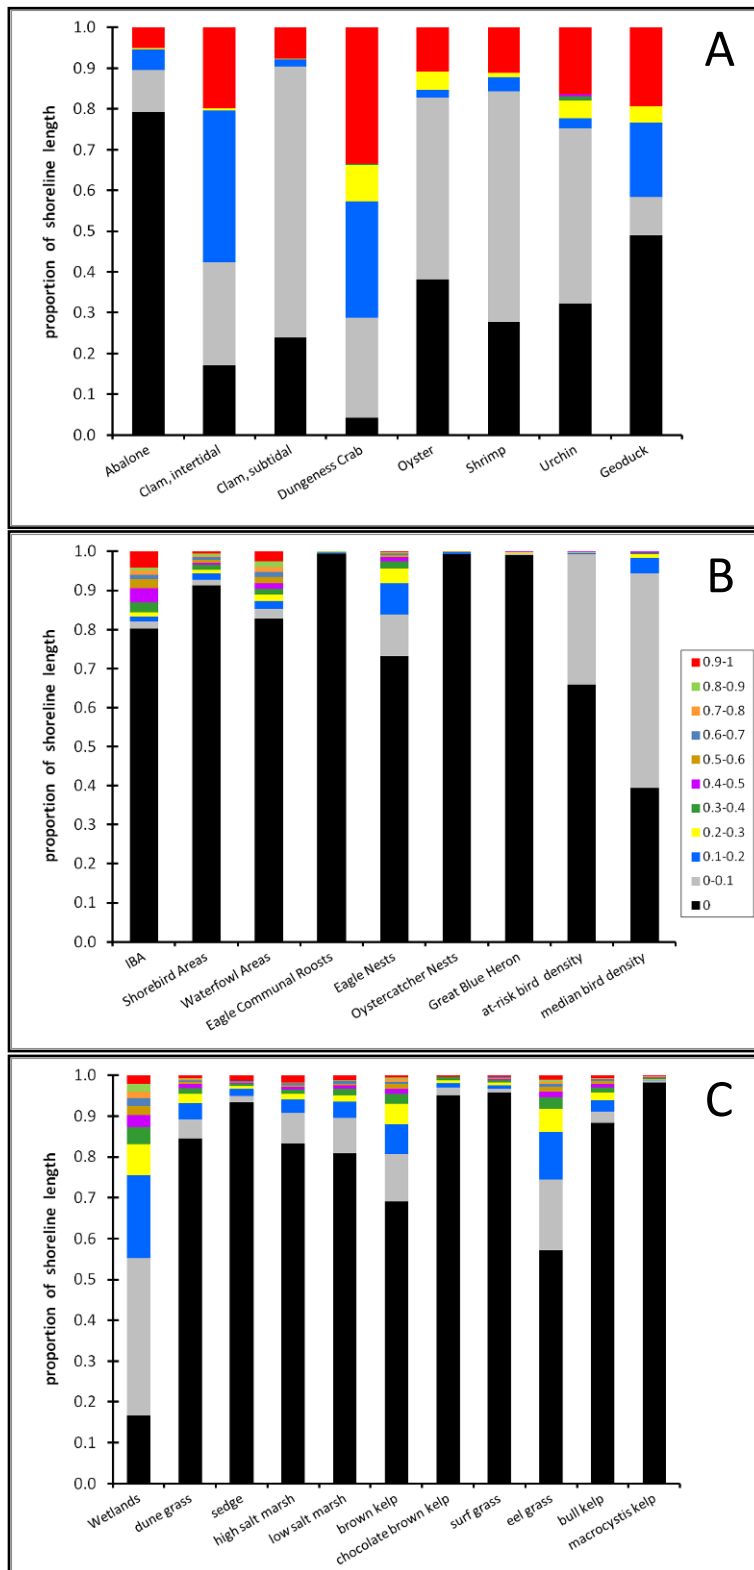 A
proportion of shoreline length
1.0
0.9
0.8
0.7
0.6
0.5
0.4
0.3
0.2
0.1
0.0
Abalone
Clam, intertidal
Clam, subtidal
Dungeness Crab
Oyster
Shrimp
Urchin
Geoduck
B
proportion of shoreline length
1.0
0.9
0.8
0.7
0.6
0.5
0.4
0.3
0.2
0.1
0.0
IBA
Shorebird Areas
Waterfowl Areas
Eagle Communal Roosts
Eagle Nests
Oystercatcher Nests
Great Blue Heron
at-risk bird density
median bird density
0.9-1
0.8-0.9
0.7-0.8
0.6-0.7
0.5-0.6
0.4-0.5
0.3-0.4
0.2-0.3
0.1-0.2
0-0.1
0
C
proportion of shoreline length
1.0
0.9
0.8
0.7
0.6
0.5
0.4
0.3
0.2
0.1
0.0
Wetlands
dune grass
sedge
high salt marsh
low salt marsh
brown kelp
chocolate brown kelp
surf grass
eel grass
bull kelp
macrocystis kelp